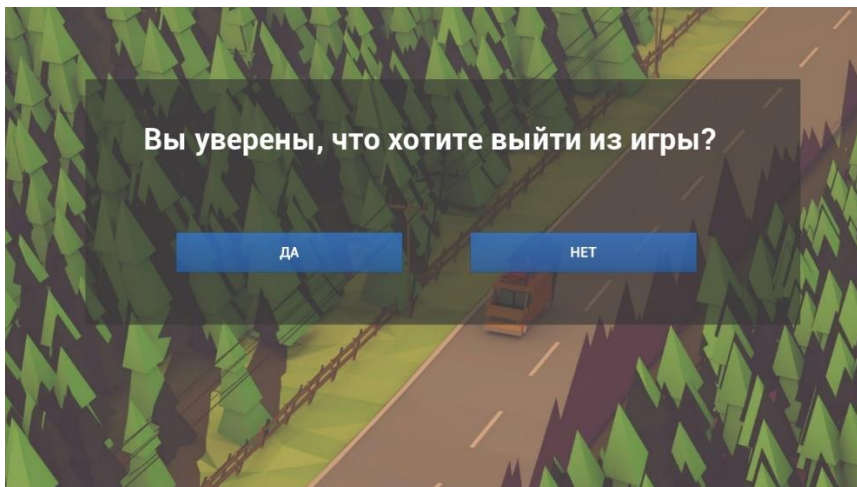 Вы уверены, что хотите выйти из игры?
ДА
НЕТ